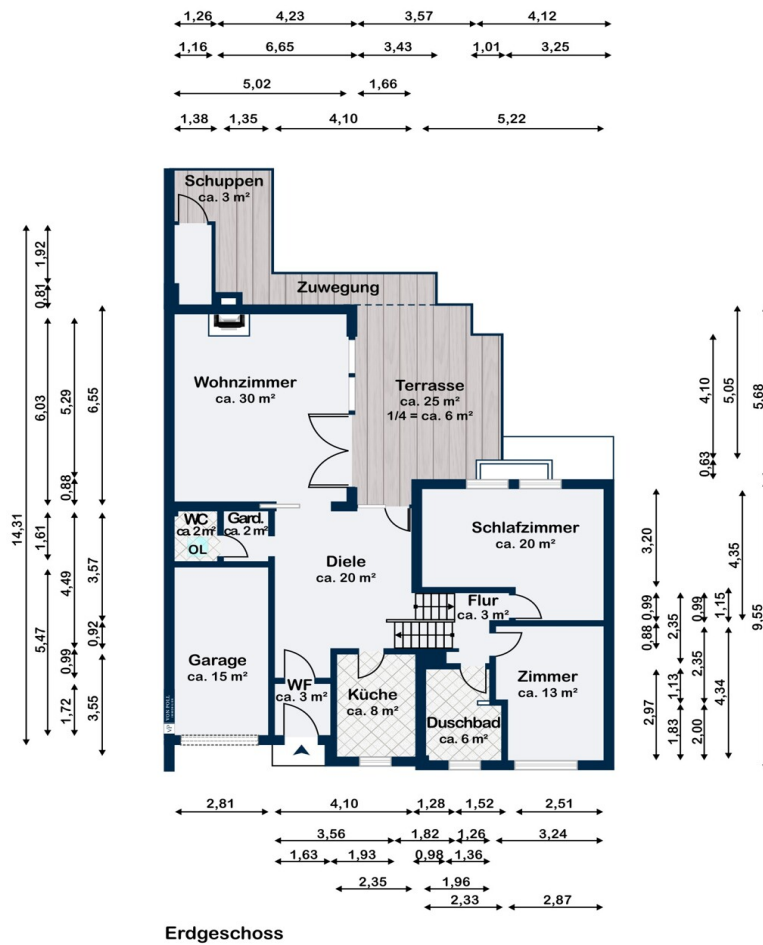 1,26 4,23 3,57 4,12
1,16 6,65 3,43 1,01 3,25
5,02 1,66
1,38 1,35 4,10 5,22
Schuppen
ca. 3 m²
Zuwegung
Wohnzimmer
ca. 30 m²
Terrasse
ca. 25 m²
1/4 = ca. 6 m²
WC
ca 2 m²
OL
Gard.
ca. 2 m²
Diele
ca. 20 m²
Schlafzimmer
ca. 20 m²
Flur
ca. 3 m²
Garage
ca. 15 m²
WF
ca. 3 m²
Küche
ca. 8 m²
Duschbad
ca. 6 m²
Zimmer
ca. 13 m²
14,31
1,92
0,81
6,03
1,61
5,47
5,29
0,88
4,49
0,99
1,72
6,55
3,57
0,92
3,55
3,20
0,99
0,88
2,97
2,35
1,13
1,83
4,10
0,63
0,99
2,35
2,00
5,05
4,35
1,15
4,34
5,68
9,55
2,81 4,10 1,28 1,52 2,51
3,56 1,82 1,26 3,24
1,63 1,93 0,98 1,36
2,35 1,96
2,33 2,87
VP VON POLL
Erdgeschoss